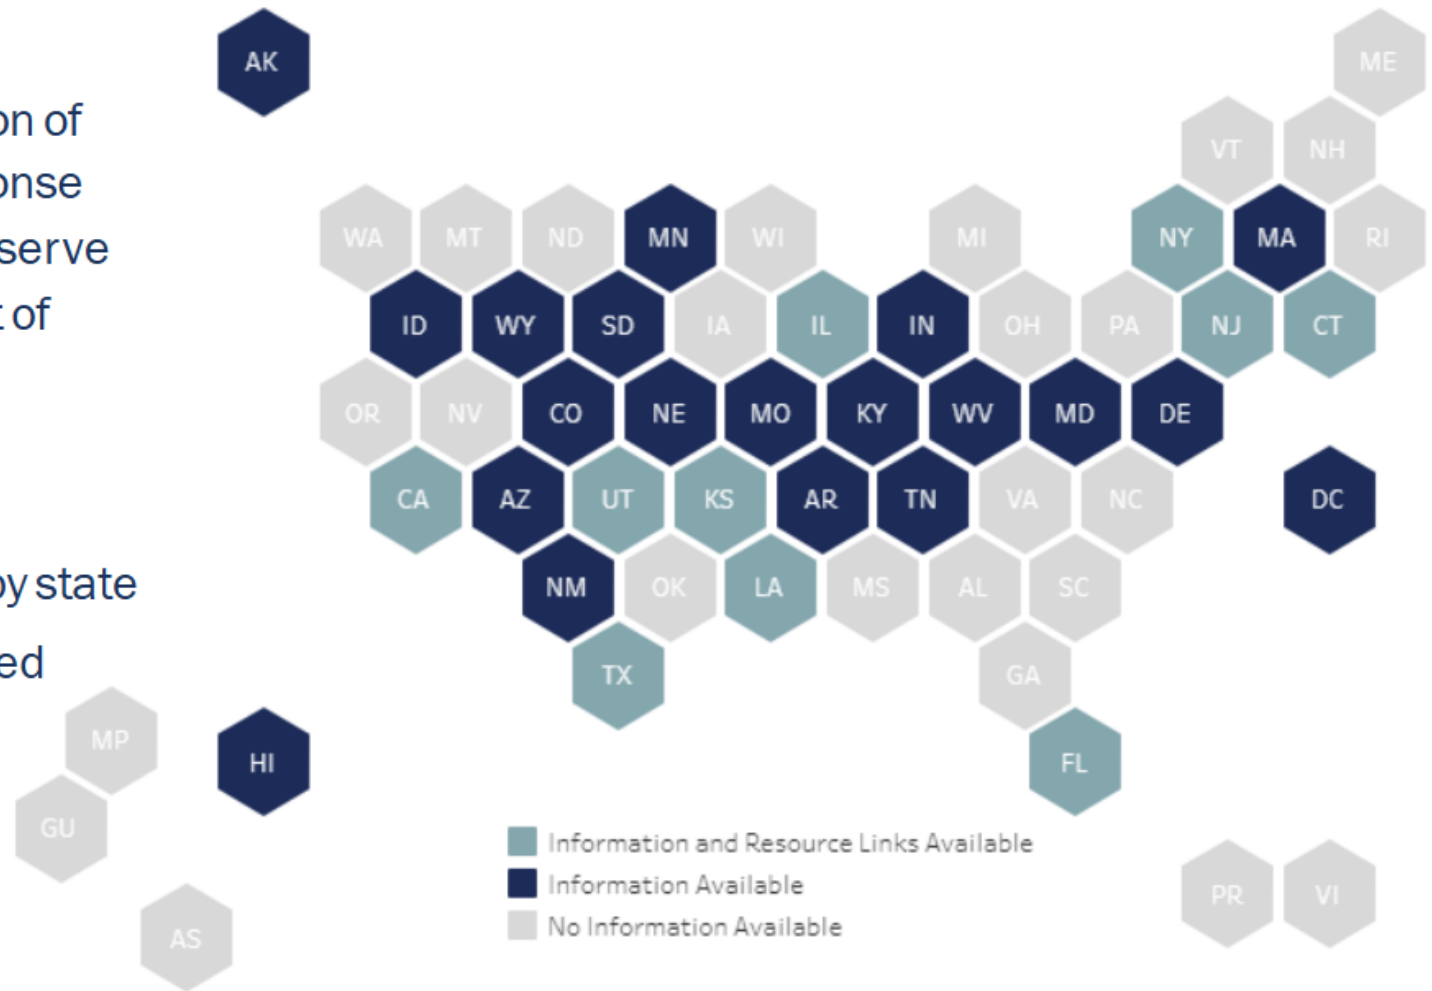 on of
onse
serve
t of
by state
ed
AK
ME
VT
NH
WA
MT
ND
MN
WI
MI
NY
MA
RI
ID
WY
SD
IA
IL
IN
OH
PA
NJ
CT
OR
NV
CO
NE
MO
KY
WV
MD
DE
CA
AZ
UT
KS
AR
TN
VA
NC
DC
NM
OK
LA
MS
AL
SC
TX
GA
MP
HI
FL
GU
AS
PR
VI
Information and Resource Links Available
Information Available
No Information Available